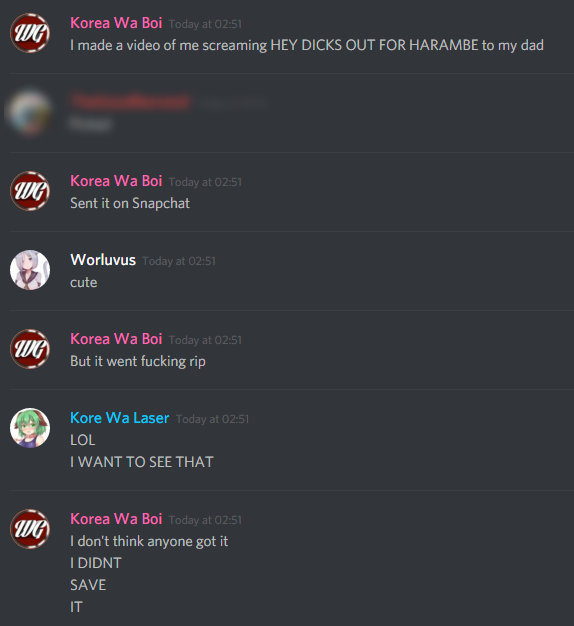 Korea Wa Boi Today at 02:51
I made a video of me screaming HEY DICKS OUT FOR HARAMBE to my dad
WG
Korea Wa Boi Today at 02:51
Sent it on Snapchat
WG
Worluvus Today at 02:51
cute
Korea Wa Boi Today at 02:51
But it went fucking rip
WG
Kore Wa Laser Today at 02:51
LOL
I WANT TO SEE THAT
Korea Wa Boi Today at 02:51
I don't think anyone got it
WG
I DIDNT
SAVE
IT